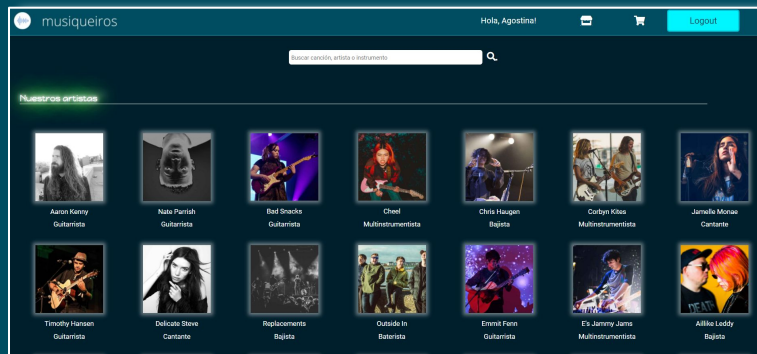 musiqueiros
Hola, Agostina!
Logout
Buscar canción, artista o instrumento
Nuestros artistas
Aaron Kenny
Guitarrista
Nate Parrish
Guitarrista
Bad Snacks
Guitarrista
Cheel
Multinstrumentista
Chris Haugen
Bajista
Corbyn Kites
Multinstrumentista
Jamelle Monae
Cantante
Timothy Hansen
Guitarrista
Delicate Steve
Cantante
Replacements
Bajista
Outside In
Baterista
Emmit Fenn
Guitarrista
E's Jammy Jams
Multinstrumentista
Aillike Leddy
Bajista